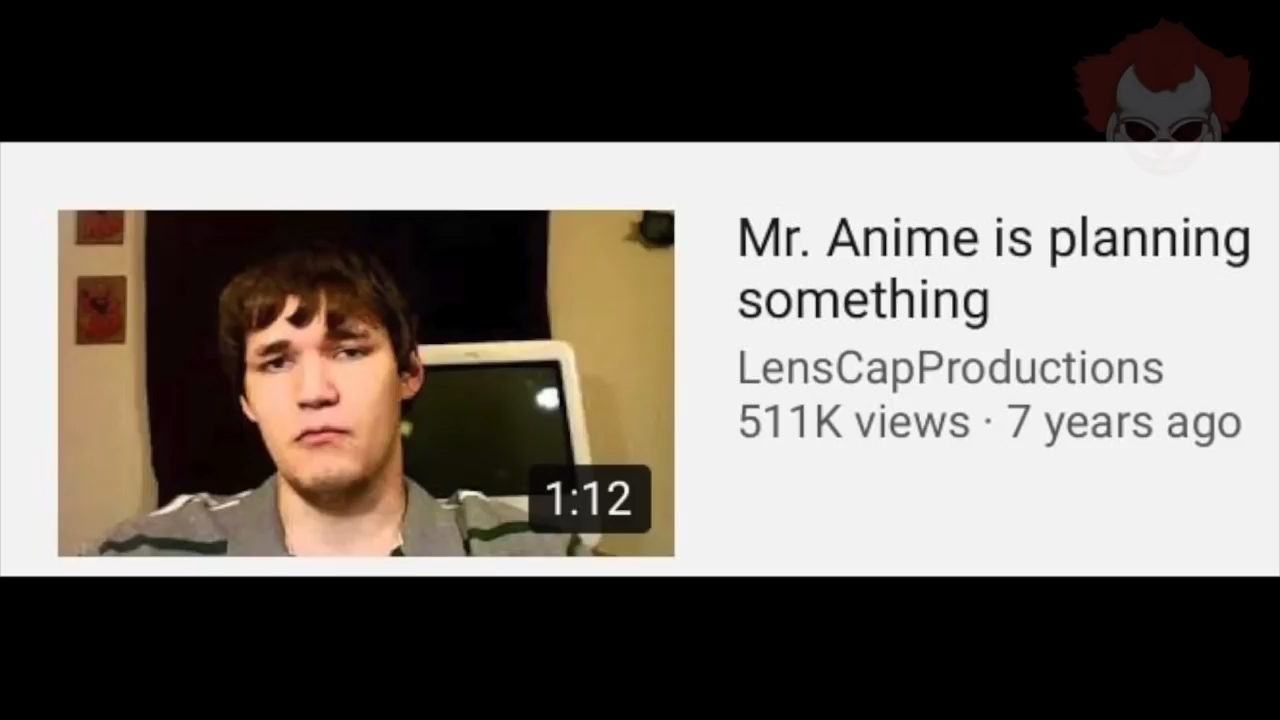 Mr. Anime is planning
something
LensCapProductions
511K views · 7 years ago
1:12